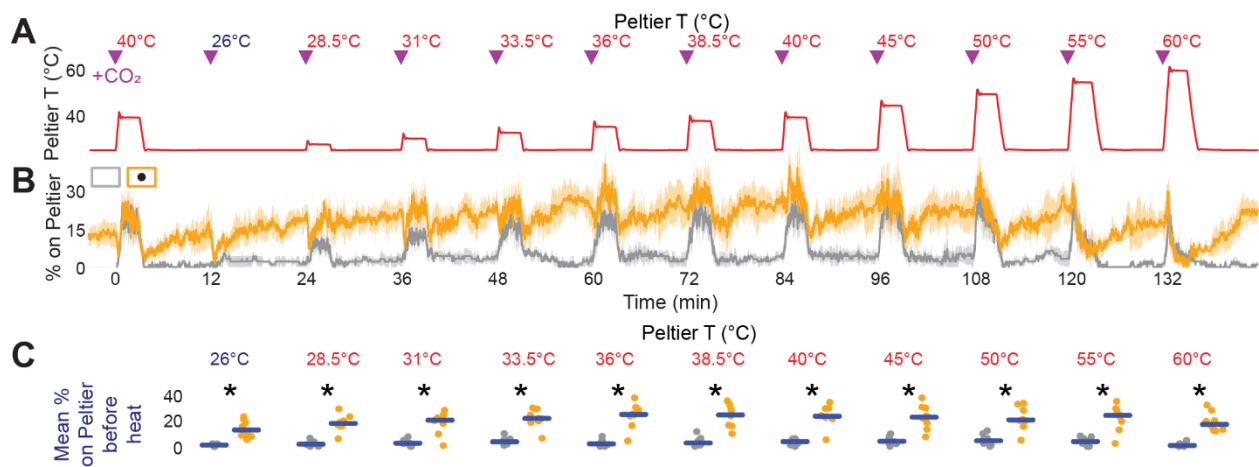 Peltier T (°C)
A
40°C 26°C 28.5°C 31°C 33.5°C 36°C 38.5°C 40°C 45°C 50°C 55°C 60°C
+CO₂
Peltier T (°C)
60
40
B
% on Peltier
30
15
0
0 12 24 36 48 60 72 84 96 108 120 132
Time (min)
Peltier T (°C)
C
26°C 28.5°C 31°C 33.5°C 36°C 38.5°C 40°C 45°C 50°C 55°C 60°C
* * * * * * * * * * *
Mean %
on Peltier
before
heat
40
20
0